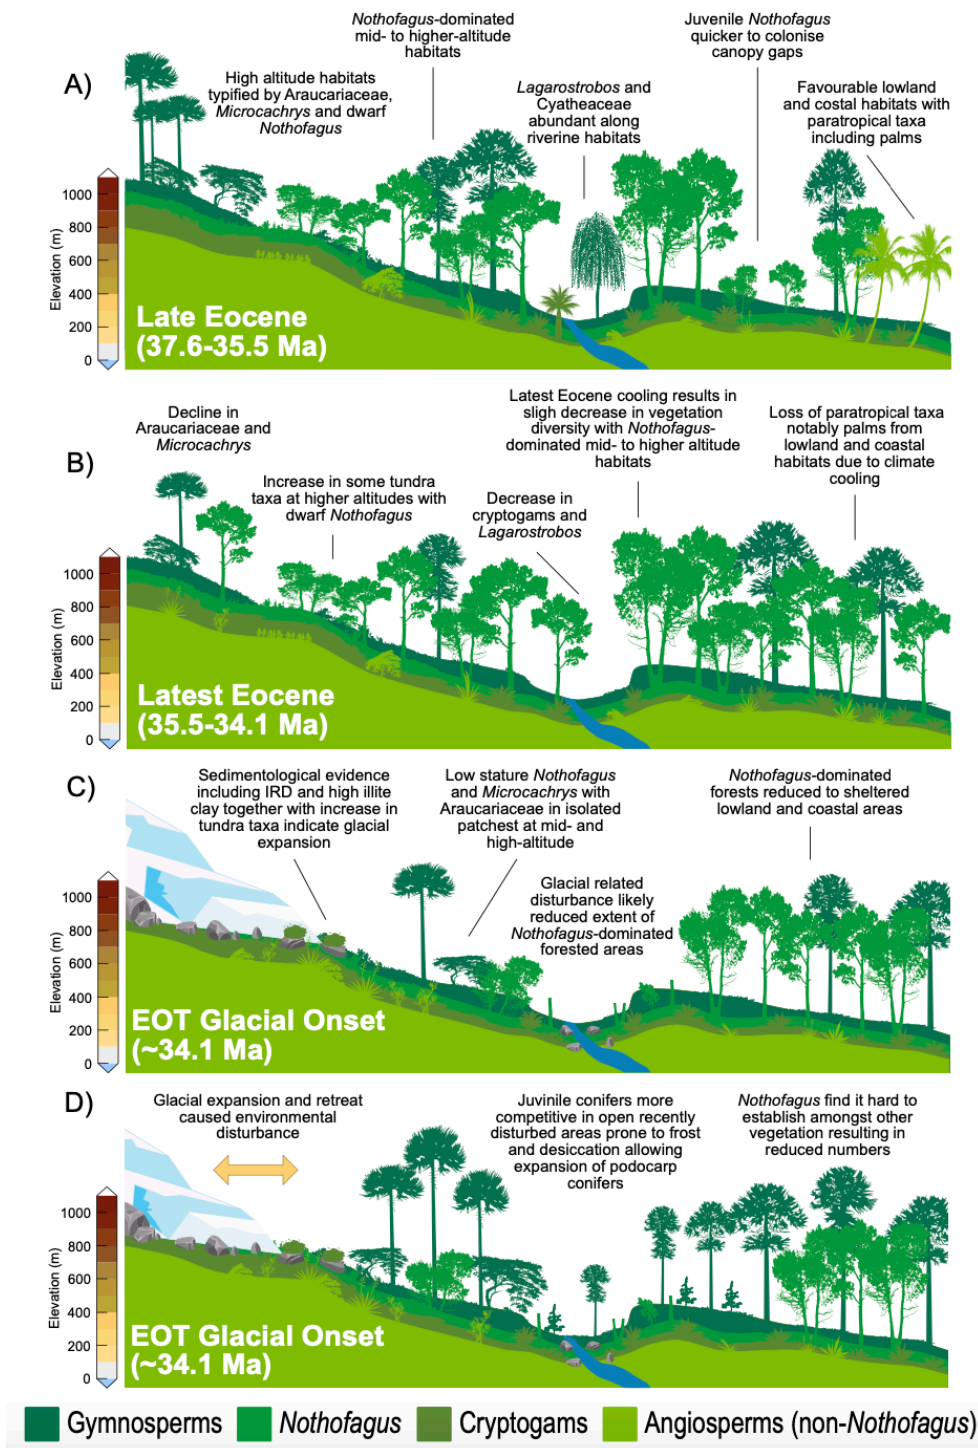 A)
High altitude habitats
typified by Araucariaceae,
Microcachrys and dwarf
Nothofagus
Nothofagus-dominated
mid- to higher-altitude
habitats
Lagarostrobos and
Cyatheaceae
abundant along
riverine habitats
Juvenile Nothofagus
quicker to colonise
canopy gaps
Favourable lowland
and costal habitats with
paratropical taxa
including palms
Elevation (m)
1000
800
600
400
200
0
Late Eocene
(37.6-35.5 Ma)
B)
Decline in
Araucariaceae and
Microcachrys
Increase in some tundra
taxa at higher altitudes with
dwarf Nothofagus
Decrease in
cryptogams and
Lagarostrobos
Latest Eocene cooling results in
sligh decrease in vegetation
diversity with Nothofagus-
dominated mid- to higher altitude
habitats
Loss of paratropical taxa
notably palms from
lowland and coastal
habitats due to climate
cooling
Elevation (m)
1000
800
600
400
200
0
Latest Eocene
(35.5-34.1 Ma)
C)
Sedimentological evidence
including IRD and high illite
clay together with increase in
tundra taxa indicate glacial
expansion
Low stature Nothofagus
and Microcachrys with
Araucariaceae in isolated
patchest at mid- and
high-altitude
Glacial related
disturbance likely
reduced extent of
Nothofagus-dominated
forested areas
Nothofagus-dominated
forests reduced to sheltered
lowland and coastal areas
Elevation (m)
1000
800
600
400
200
0
EOT Glacial Onset
(~34.1 Ma)
D)
Glacial expansion and retreat
caused environmental
disturbance
Juvinile conifers more
competitive in open recently
disturbed areas prone to frost
and desiccation allowing
expansion of podocarp
conifers
Nothofagus find it hard to
establish amongst other
vegetation resulting in
reduced numbers
Elevation (m)
1000
800
600
400
200
0
EOT Glacial Onset
(~34.1 Ma)
Gymnosperms
Nothofagus
Cryptogams
Angiosperms (non-Nothofagus)